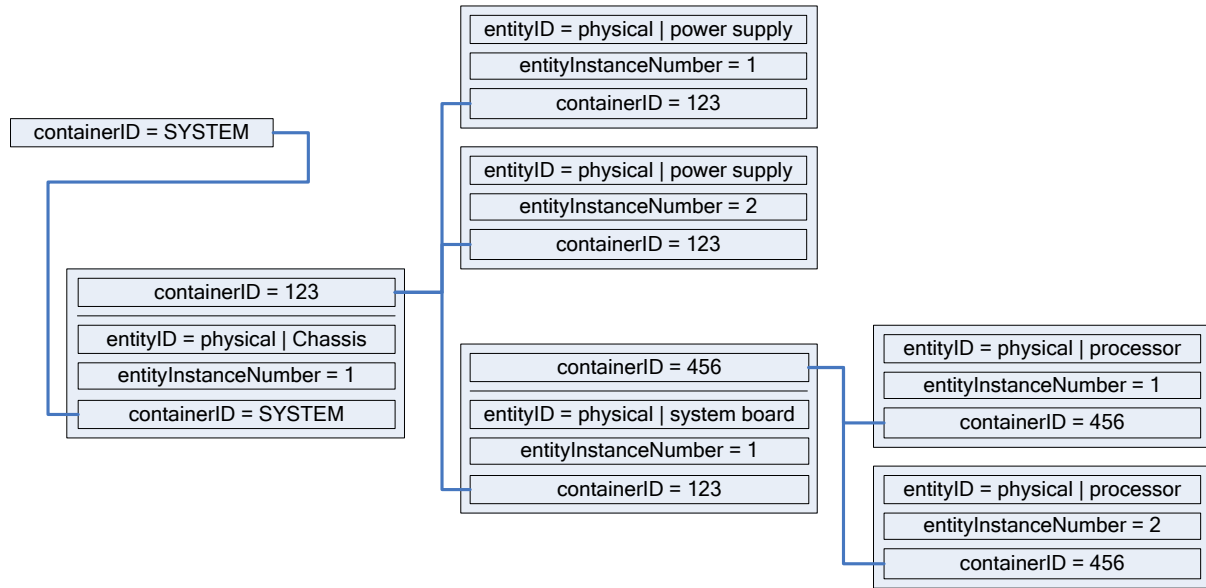 containerID = SYSTEM
containerID = 123
entityID = physical | Chassis
entityInstanceNumber = 1
containerID = SYSTEM
entityID = physical | power supply
entityInstanceNumber = 1
containerID = 123
entityID = physical | power supply
entityInstanceNumber = 2
containerID = 123
containerID = 456
entityID = physical | system board
entityInstanceNumber = 1
containerID = 123
entityID = physical | processor
entityInstanceNumber = 1
containerID = 456
entityID = physical | processor
entityInstanceNumber = 2
containerID = 456